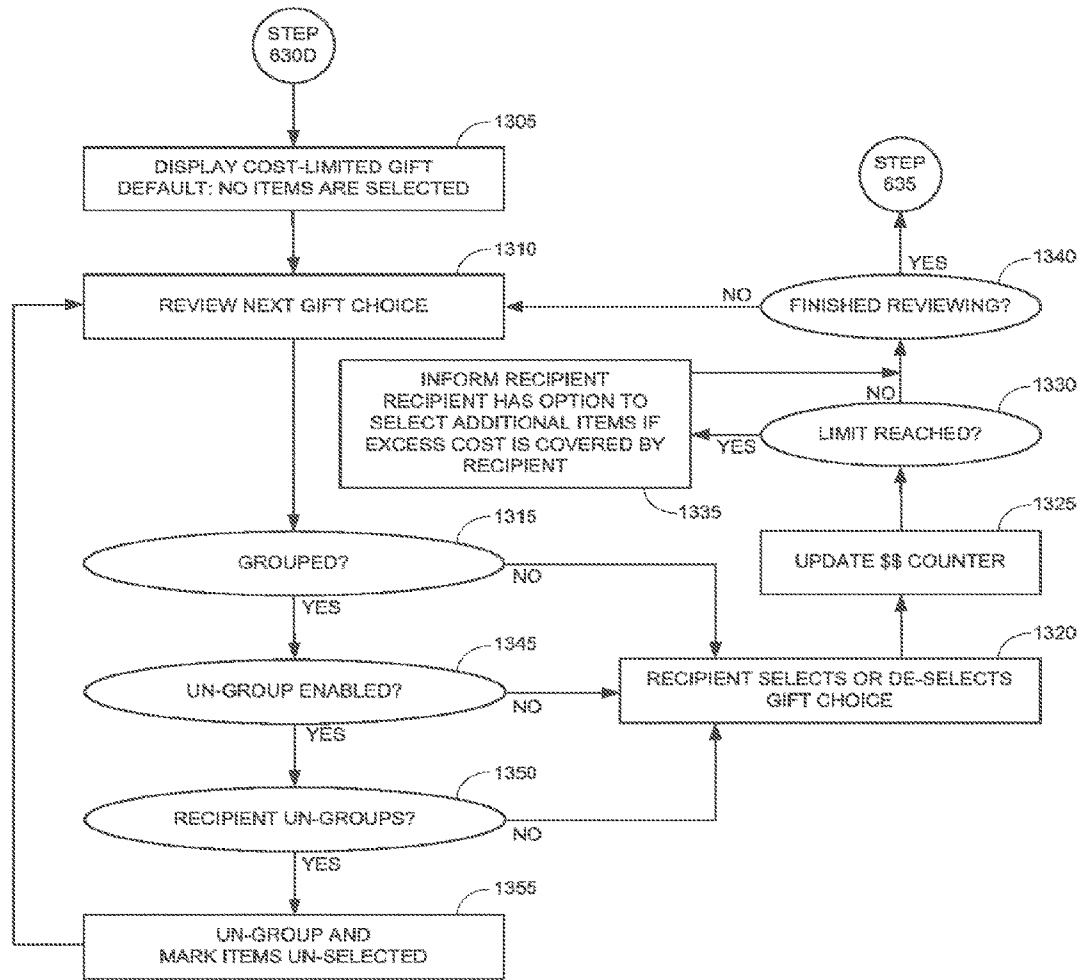 STEP
630D
1305
DISPLAY COST-LIMITED GIFT
DEFAULT: NO ITEMS ARE SELECTED
1310
REVIEW NEXT GIFT CHOICE
STEP
635
YES
1340
FINISHED REVIEWING?
NO
INFORM RECIPIENT
RECIPIENT HAS OPTION TO
SELECT ADDITIONAL ITEMS IF
EXCESS COST IS COVERED BY
RECIPIENT
1335
NO
1330
LIMIT REACHED?
YES
1325
UPDATE $$ COUNTER
1315
GROUPED?
NO
YES
1320
RECIPIENT SELECTS OR DE-SELECTS
GIFT CHOICE
1345
UN-GROUP ENABLED?
NO
YES
1350
RECIPIENT UN-GROUPS?
NO
YES
1355
UN-GROUP AND
MARK ITEMS UN-SELECTED